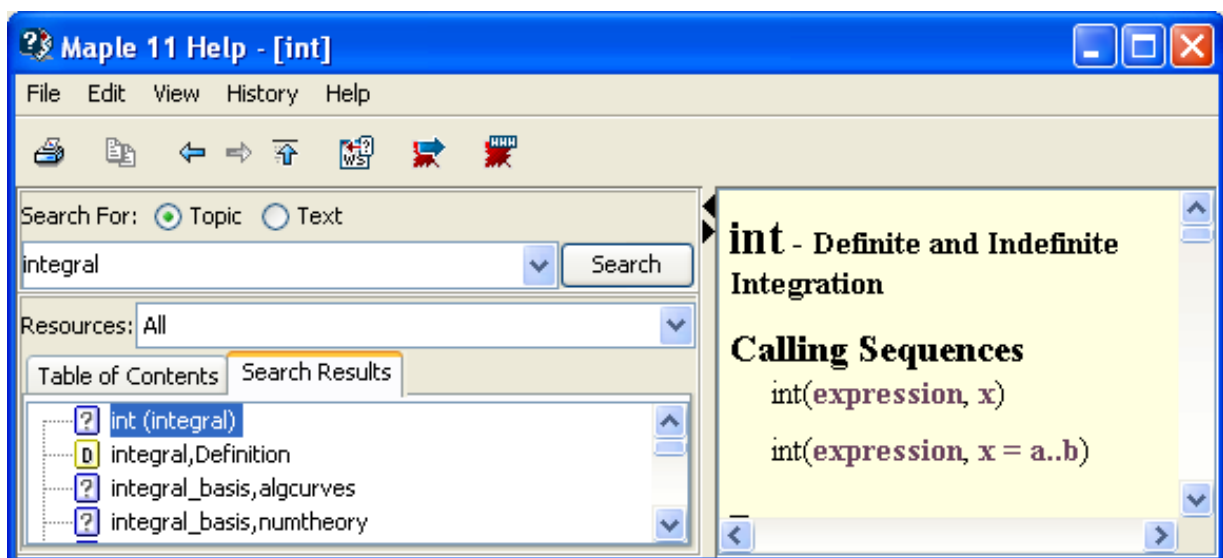 Maple 11 Help - [int]
File Edit View History Help
WS
Search For: Topic Text
integral Search
Resources: All
Table of Contents Search Results
int (integral)
D integral,Definition
integral_basis,algcurves
integral_basis,numtheory
int - Definite and Indefinite
Integration
Calling Sequences
int(expression, x)
int(expression, x = a..b)